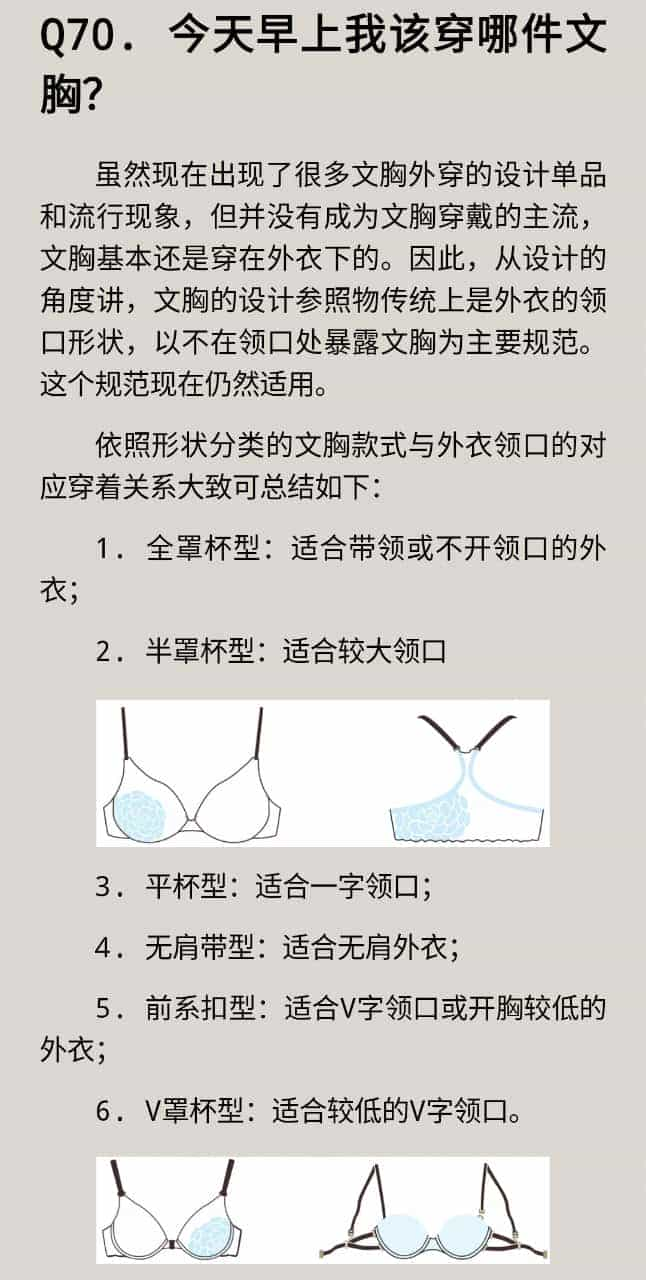 Q70. 今天早上我该穿哪件文
胸?
虽然现在出现了很多文胸外穿的设计单品
和流行现象，但并没有成为文胸穿戴的主流，
文胸基本还是穿在外衣下的。因此，从设计的
角度讲，文胸的设计参照物传统上是外衣的领
口形状，以不在领口处暴露文胸为主要规范。
这个规范现在仍然适用。
依照形状分类的文胸款式与外衣领口的对
应穿着关系大致可总结如下：
1. 全罩杯型：适合带领或不开领口的外
衣；
2. 半罩杯型：适合较大领口
3. 平杯型：适合一字领口；
4. 无肩带型：适合无肩外衣；
5. 前系扣型：适合V字领口或开胸较低的
外衣；
6. V罩杯型：适合较低的V字领口。